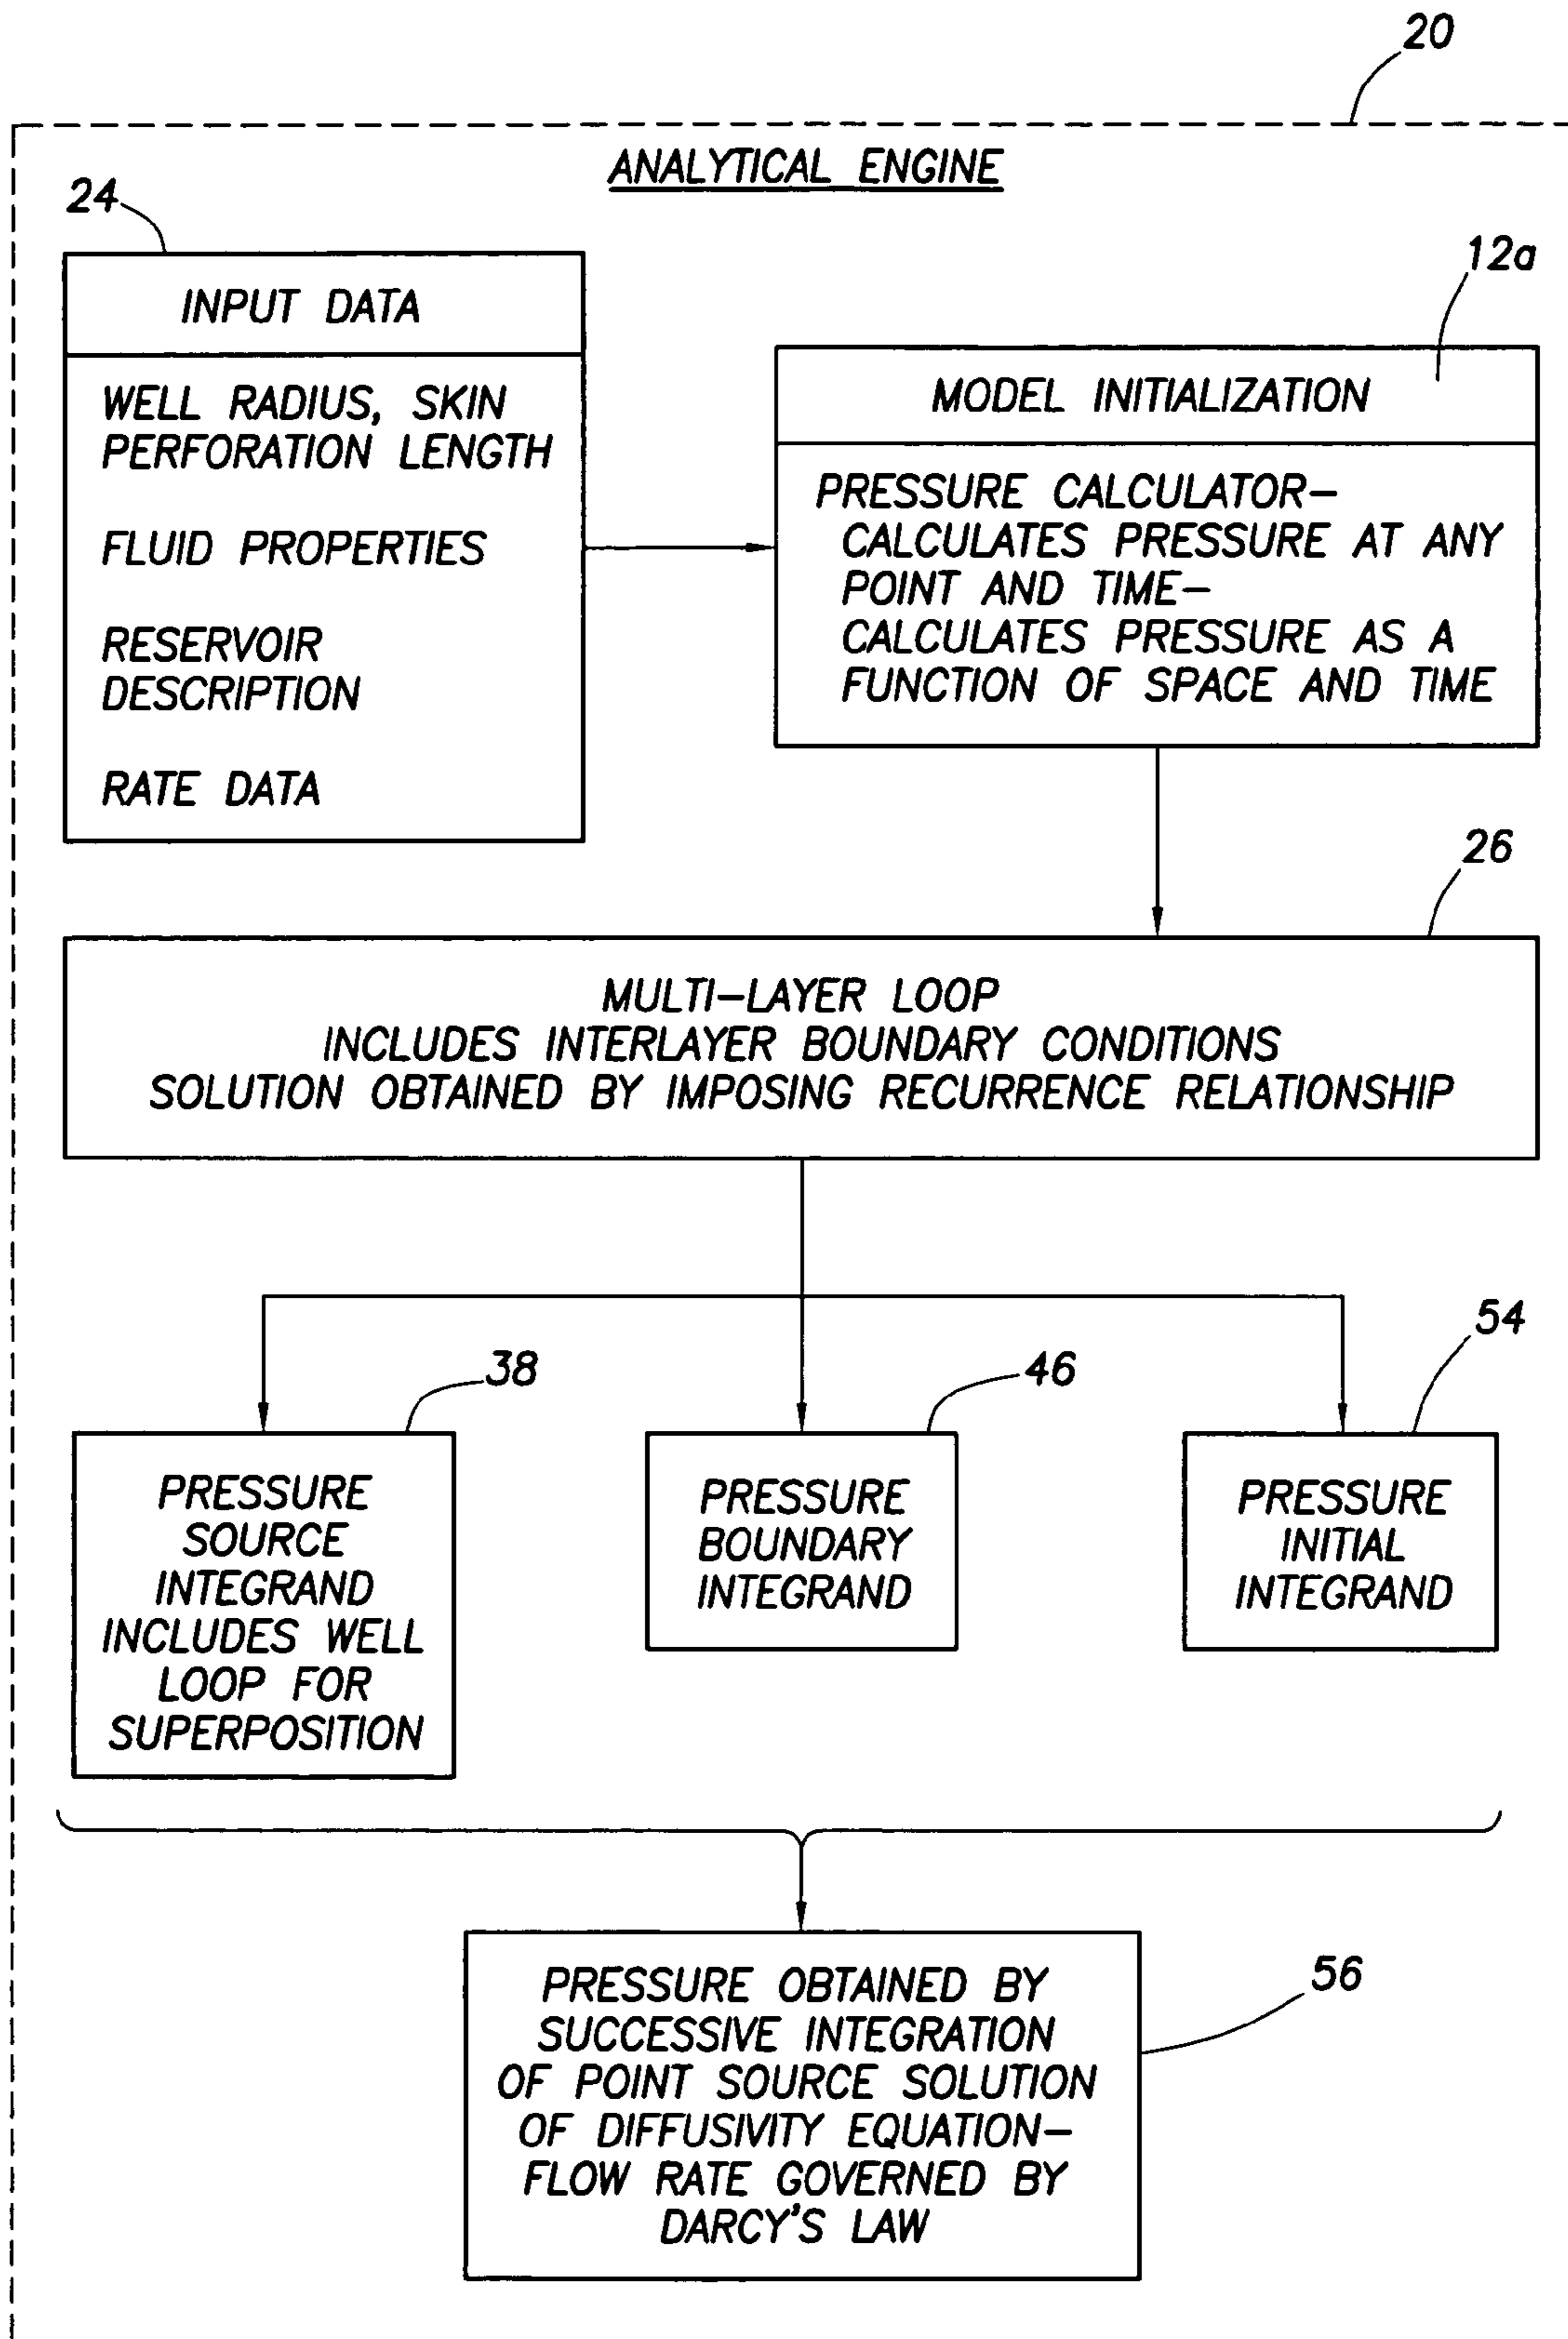 20
ANALYTICAL ENGINE
24
INPUT DATA
WELL RADIUS, SKIN
PERFORATION LENGTH
FLUID PROPERTIES
RESERVOIR
DESCRIPTION
RATE DATA
12a
MODEL INITIALIZATION
PRESSURE CALCULATOR–
CALCULATES PRESSURE AT ANY
POINT AND TIME–
CALCULATES PRESSURE AS A
FUNCTION OF SPACE AND TIME
26
MULTI–LAYER LOOP
INCLUDES INTERLAYER BOUNDARY CONDITIONS
SOLUTION OBTAINED BY IMPOSING RECURRENCE RELATIONSHIP
38
PRESSURE
SOURCE
INTEGRAND
INCLUDES WELL
LOOP FOR
SUPERPOSITION
46
PRESSURE
BOUNDARY
INTEGRAND
54
PRESSURE
INITIAL
INTEGRAND
56
PRESSURE OBTAINED BY
SUCCESSIVE INTEGRATION
OF POINT SOURCE SOLUTION
OF DIFFUSIVITY EQUATION–
FLOW RATE GOVERNED BY
DARCY'S LAW